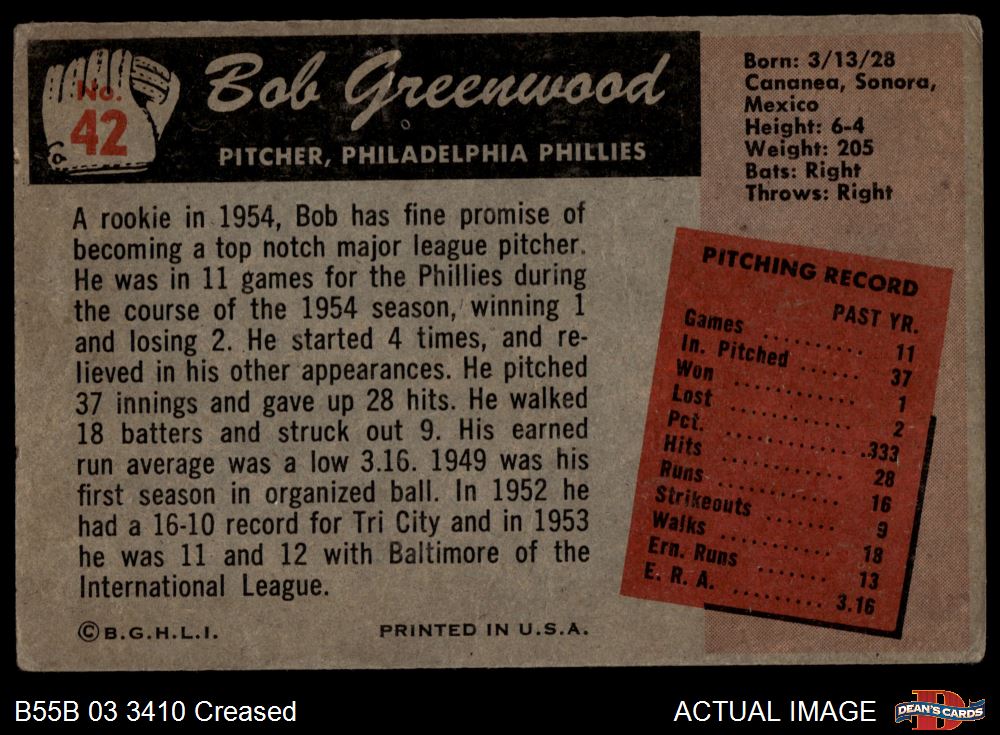 No.
42
Bob Greenwood
PITCHER, PHILADELPHIA PHILLIES
Born: 3/13/28
Cananea, Sonora,
Mexico
Height: 6-4
Weight: 205
Bats: Right
Throws: Right
A rookie in 1954, Bob has fine promise of
becoming a top notch major league pitcher.
He was in 11 games for the Phillies during
the course of the 1954 season, winning 1
and losing 2. He started 4 times, and re-
lieved in his other appearances. He pitched
37 innings and gave up 28 hits. He walked
18 batters and struck out 9. His earned
run average was a low 3.16. 1949 was his
first season in organized ball. In 1952 he
had a 16-10 record for Tri City and in 1953
he was 11 and 12 with Baltimore of the
International League.
PITCHING RECORD
PAST YR.
Games .......... 11
In. Pitched ...... 37
Won ............ 1
Lost ............ 2
Pct. ............ .333
Hits ............ 28
Runs ........... 16
Strikeouts ....... 9
Walks .......... 18
Ern. Runs ....... 13
E. R. A. ......... 3.16
© B.G.H.L.I. PRINTED IN U.S.A.
B55B 03 3410 Creased
ACTUAL IMAGE
DEAN'S CARDS